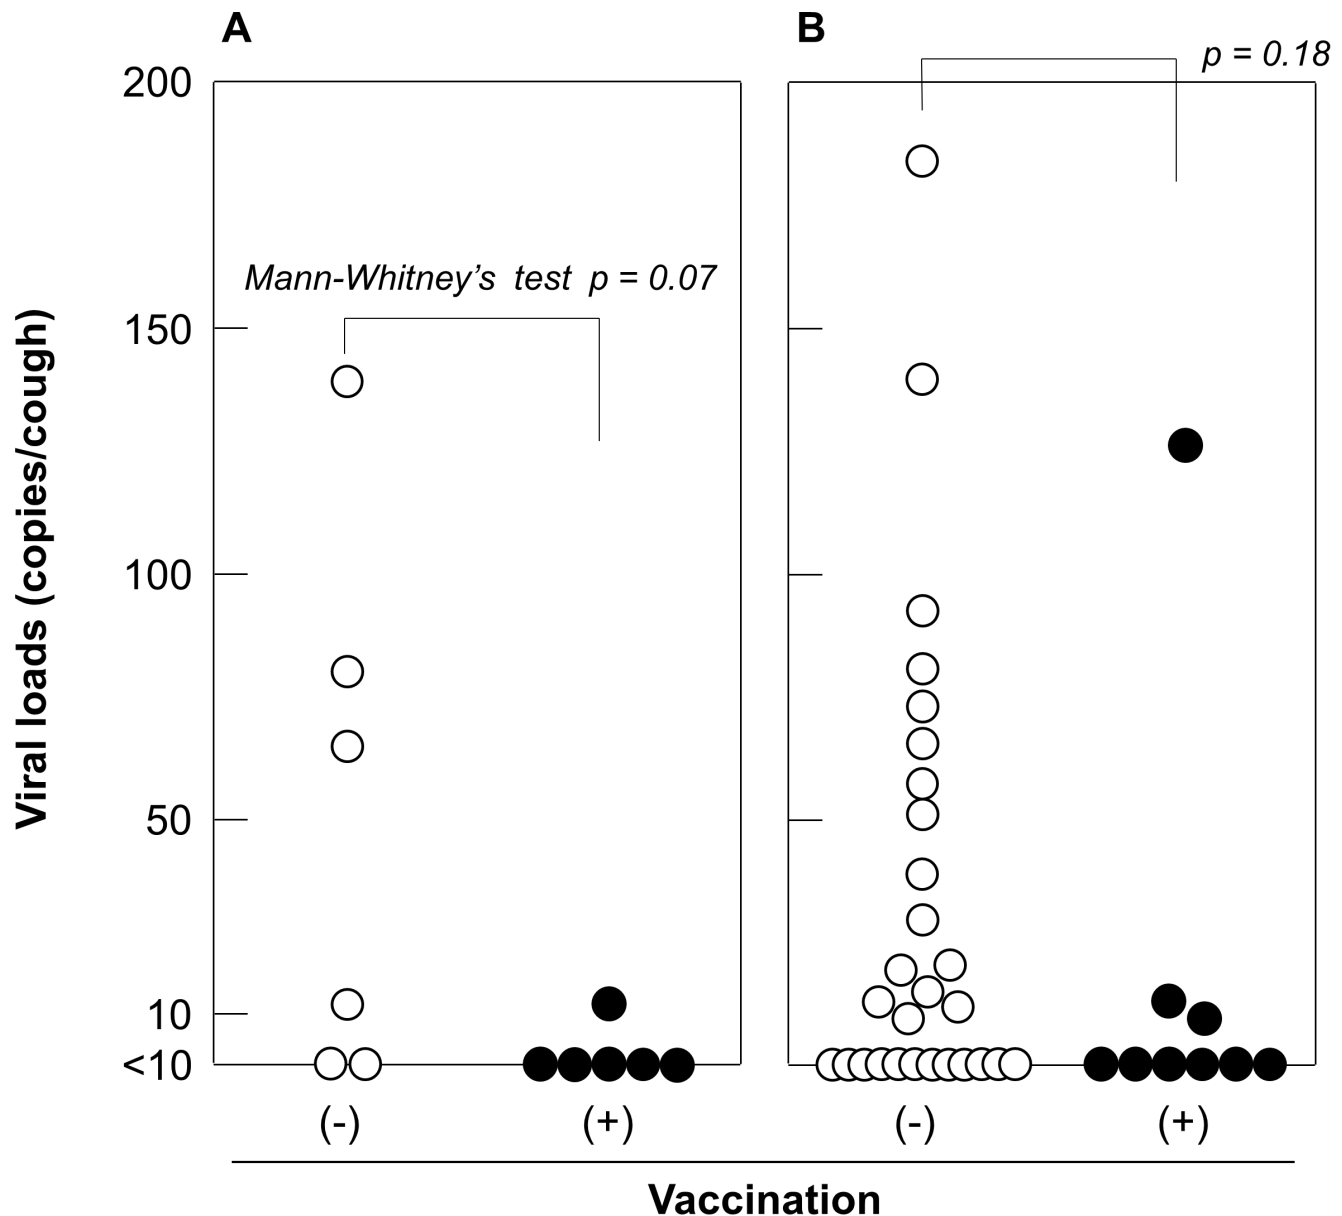 A
B
p = 0.18
200
Mann-Whitney’s test p = 0.07
150
100
50
10
<10
Viral loads (copies/cough)
(-)
(+)
(-)
(+)
Vaccination